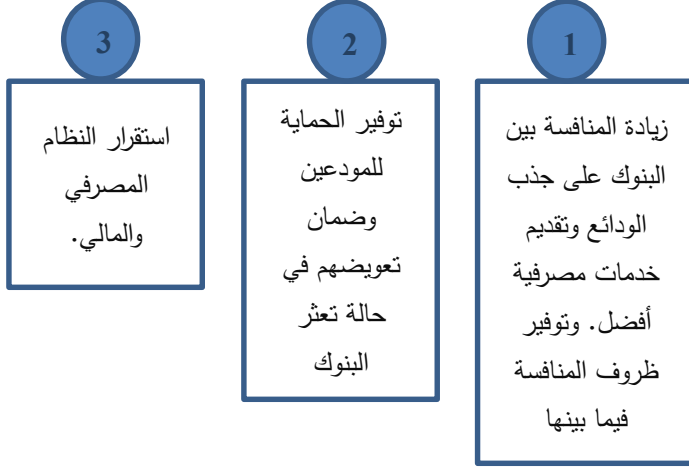 1
زيادة المنافسة بين
البنوك على جذب
الودائع وتقديم
خدمات مصرفية
أفضل. وتوفير
ظروف المنافسة
فيما بينها
2
توفير الحماية
للمودعين
وضمان
تعويضهم في
حالة تعثر
البنوك
3
استقرار النظام
المصرفي
والمالي.